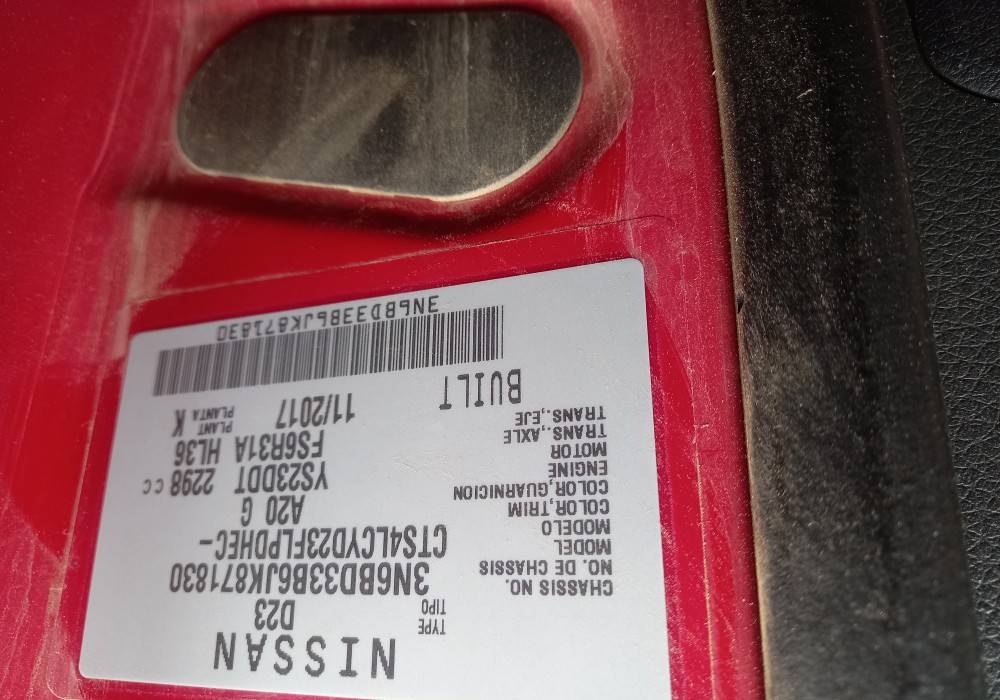 NISSAN
TYPE
TIPO D23
CHASSIS NO.
NO. DE CHASSIS 3N6BD33B6JK871830
MODEL
MODELO CTS4LCYD23FLPDHEC-
COLOR,TRIM
COLOR,GUARNICION A20 G
ENGINE
MOTOR YS23DDT 2298 CC
TRANS.,AXLE
TRANS.,EJE FS6R31A HL36
PLANT
PLANTA K
BUILT 11/2017
3N6BD33B6JK871830